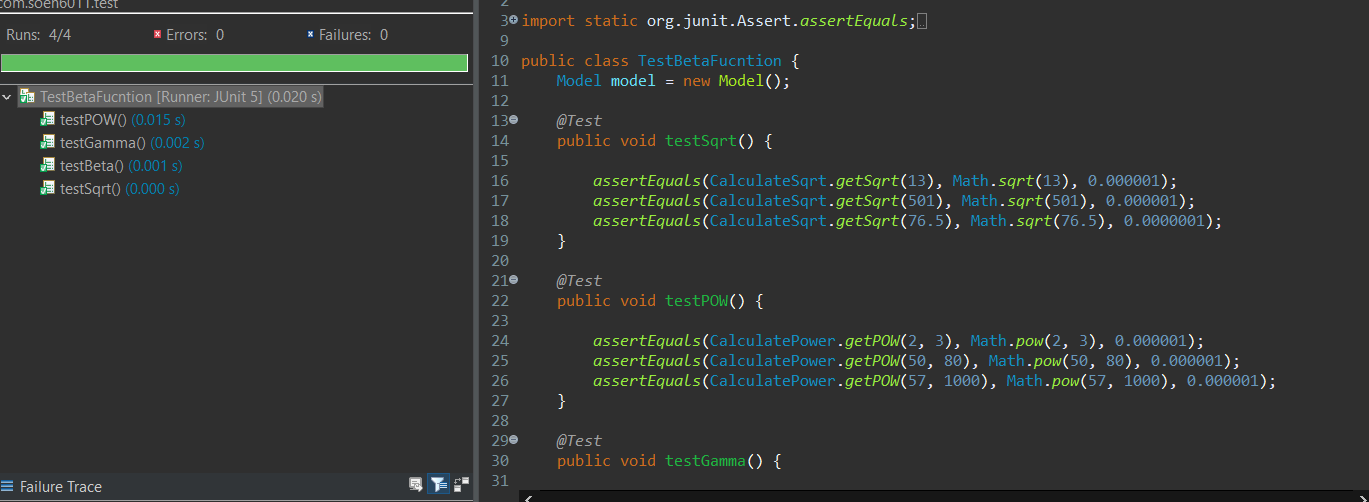 com.soen6011.test
Runs: 4/4 Errors: 0 Failures: 0
TestBetaFucntion [Runner: JUnit 5] (0.020 s)
testPOW() (0.015 s)
testGamma() (0.002 s)
testBeta() (0.001 s)
testSqrt() (0.000 s)
Failure Trace
2
3 import static org.junit.Assert.assertEquals;
9
10 public class TestBetaFucntion {
11 Model model = new Model();
12
13 @Test
14 public void testSqrt() {
15
16 assertEquals(CalculateSqrt.getSqrt(13), Math.sqrt(13), 0.000001);
17 assertEquals(CalculateSqrt.getSqrt(501), Math.sqrt(501), 0.000001);
18 assertEquals(CalculateSqrt.getSqrt(76.5), Math.sqrt(76.5), 0.0000001);
19 }
20
21 @Test
22 public void testPOW() {
23
24 assertEquals(CalculatePower.getPOW(2, 3), Math.pow(2, 3), 0.000001);
25 assertEquals(CalculatePower.getPOW(50, 80), Math.pow(50, 80), 0.000001);
26 assertEquals(CalculatePower.getPOW(57, 1000), Math.pow(57, 1000), 0.000001);
27 }
28
29 @Test
30 public void testGamma() {
31